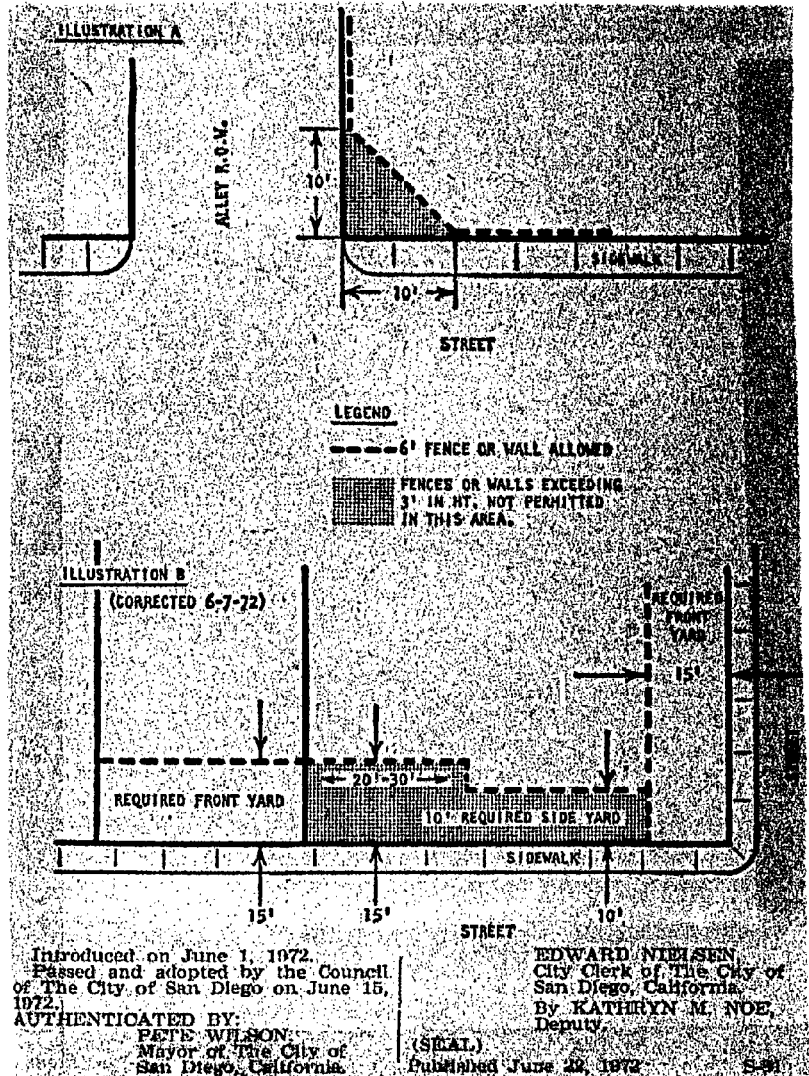 ILLUSTRATION A
ALLEY R.O.W.
10'
SIDEWALK
10'
STREET
LEGEND
6' FENCE OR WALL ALLOWED
FENCES OR WALLS EXCEEDING
3' IN HT. NOT PERMITTED
IN THIS AREA.
ILLUSTRATION B
(CORRECTED 6-7-72)
REQUIRED
FRONT
YARD
15'
20'-30'
REQUIRED FRONT YARD
10' REQUIRED SIDE YARD
SIDEWALK
15'
15'
10'
STREET
Introduced on June 1, 1972.
Passed and adopted by the Council
of The City of San Diego on June 15,
1972.
AUTHENTICATED BY:
PETE WILSON
Mayor of The City of
San Diego, California.
EDWARD NIELSEN,
City Clerk of The City of
San Diego, California.
By KATHRYN M. NOE,
Deputy.
(SEAL)
Published June 22, 1972